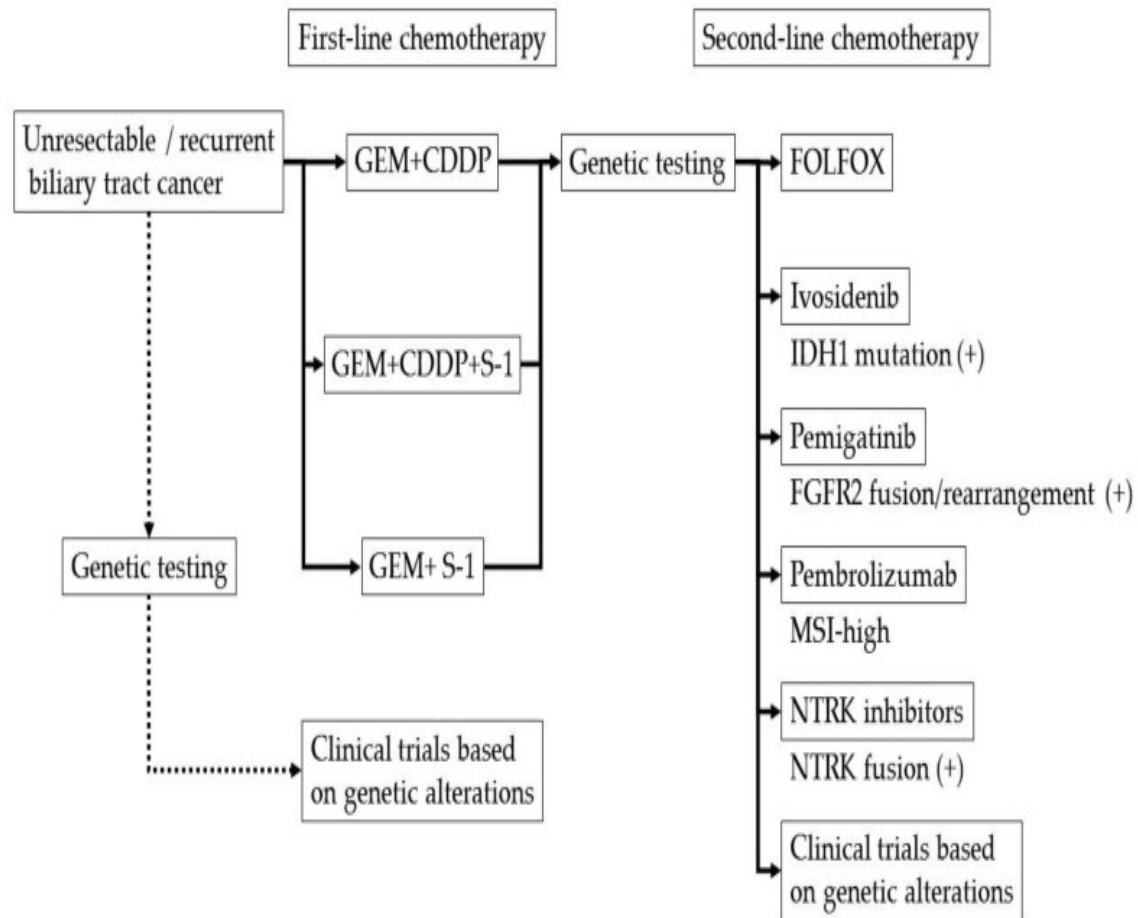 First-line chemotherapy
Second-line chemotherapy
Unresectable / recurrent
biliary tract cancer
GEM+CDDP
Genetic testing
FOLFOX
Ivosidenib
IDH1 mutation (+)
GEM+CDDP+S-1
Pemigatinib
FGFR2 fusion/rearrangement (+)
Genetic testing
GEM+ S-1
Pembrolizumab
MSI-high
NTRK inhibitors
NTRK fusion (+)
Clinical trials based
on genetic alterations
Clinical trials based
on genetic alterations